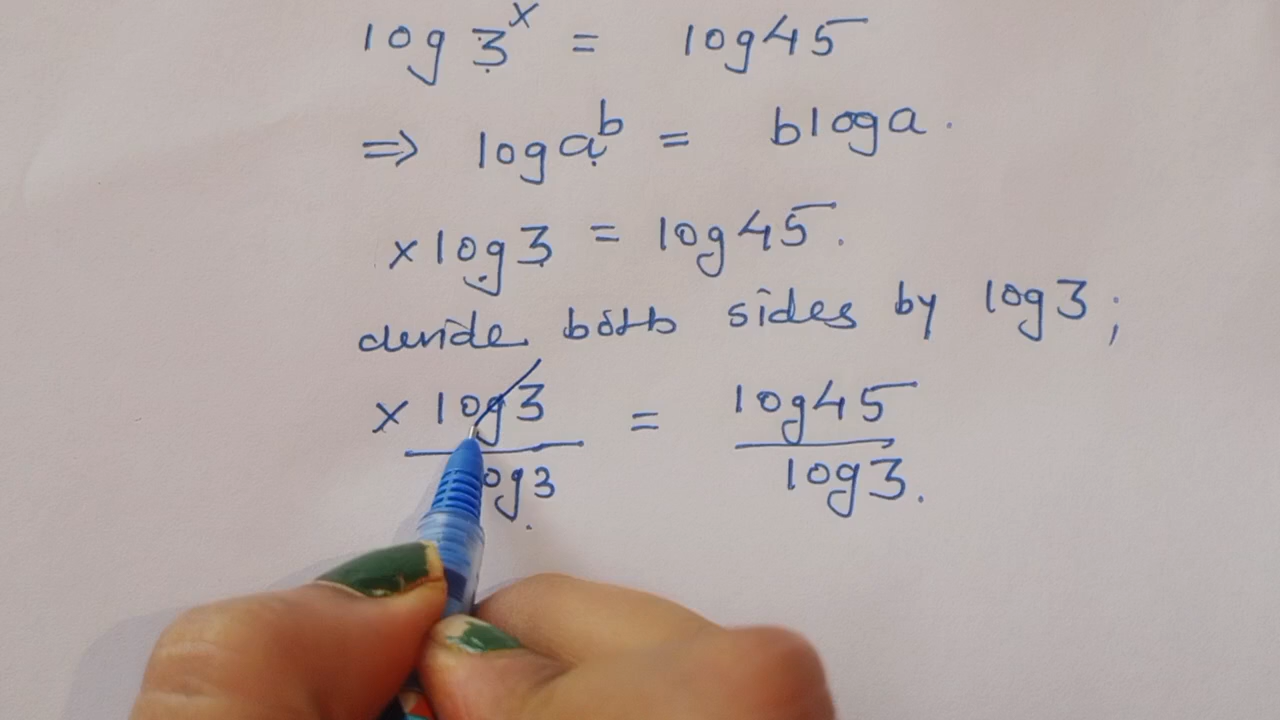 log 3^x = log 45
⇒ log a^b = b log a.
x log 3 = log 45.
devide both sides by log 3;
x log 3 = log 45
log 3 log 3.